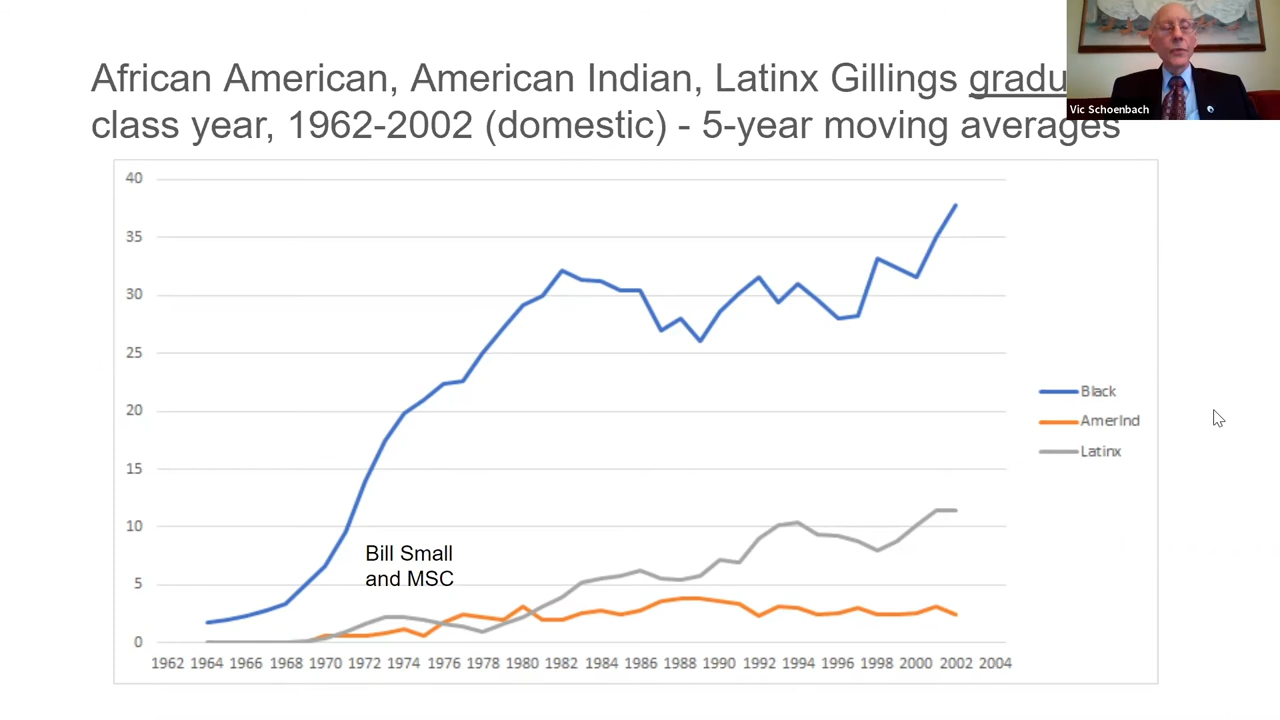 African American, American Indian, Latinx Gillings
class year, 1962-2002 (domestic) - 5-year moving averages
Vic Schoenbach
40
35
30
25
20
15
10
5
0
Bill Small
and MSC
Black
AmerInd
Latinx
1962 1964 1966 1968 1970 1972 1974 1976 1978 1980 1982 1984 1986 1988 1990 1992 1994 1996 1998 2000 2002 2004